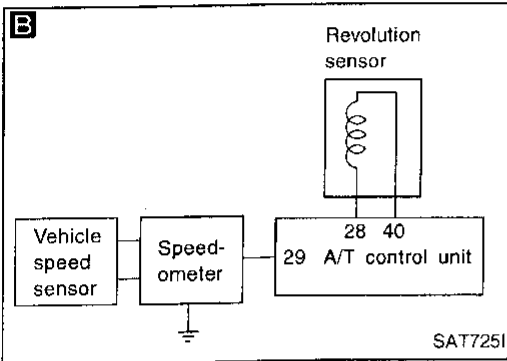 B
Revolution
sensor
28 40
29 A/T control unit
Vehicle
speed
sensor
Speed-
ometer
SAT725I